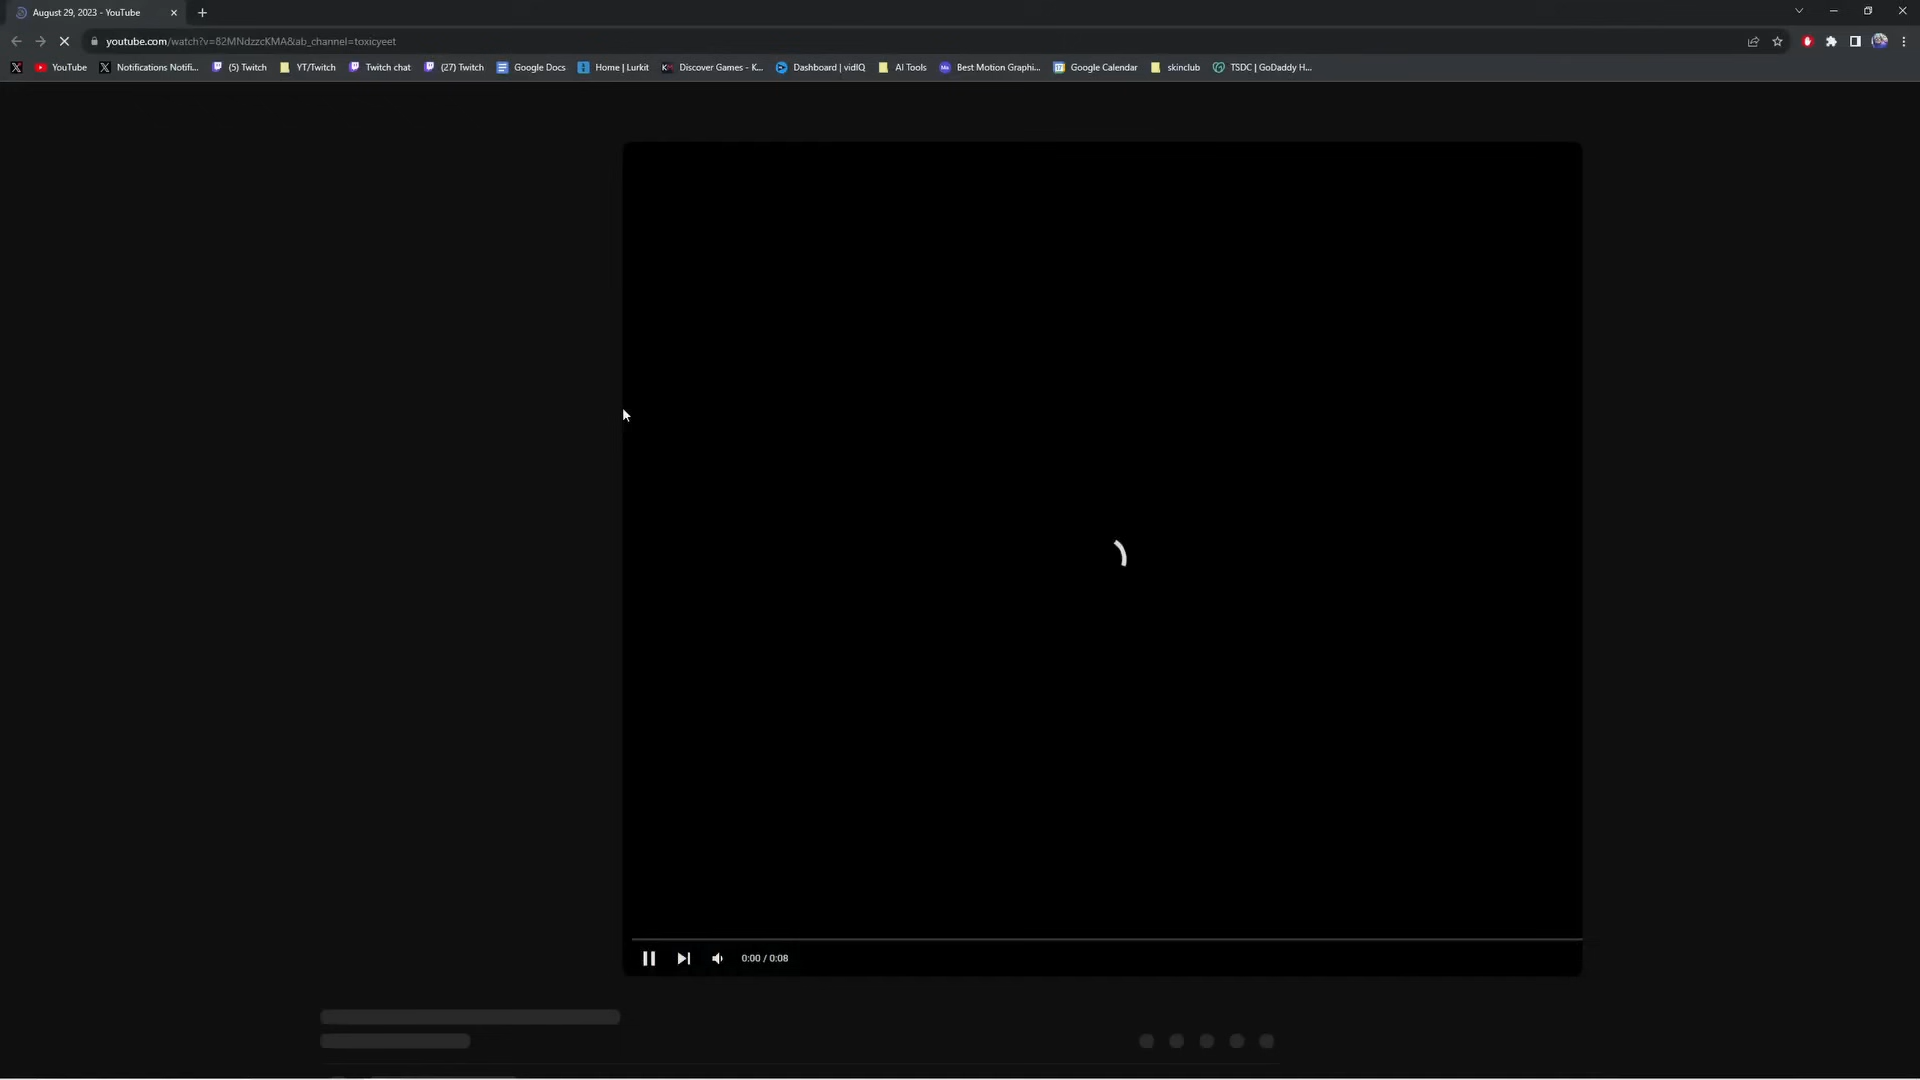 August 29, 2023 - YouTube
youtube.com/watch?v=82MNdzzcKMA&ab_channel=toxicyeet
YouTube Notifications Notifi... (5) Twitch YT/Twitch Twitch chat (27) Twitch Google Docs Home | Lurkit Discover Games - K... Dashboard | vidIQ AI Tools Best Motion Graphi... Google Calendar skinclub TSDC | GoDaddy H...
0:00 / 0:08